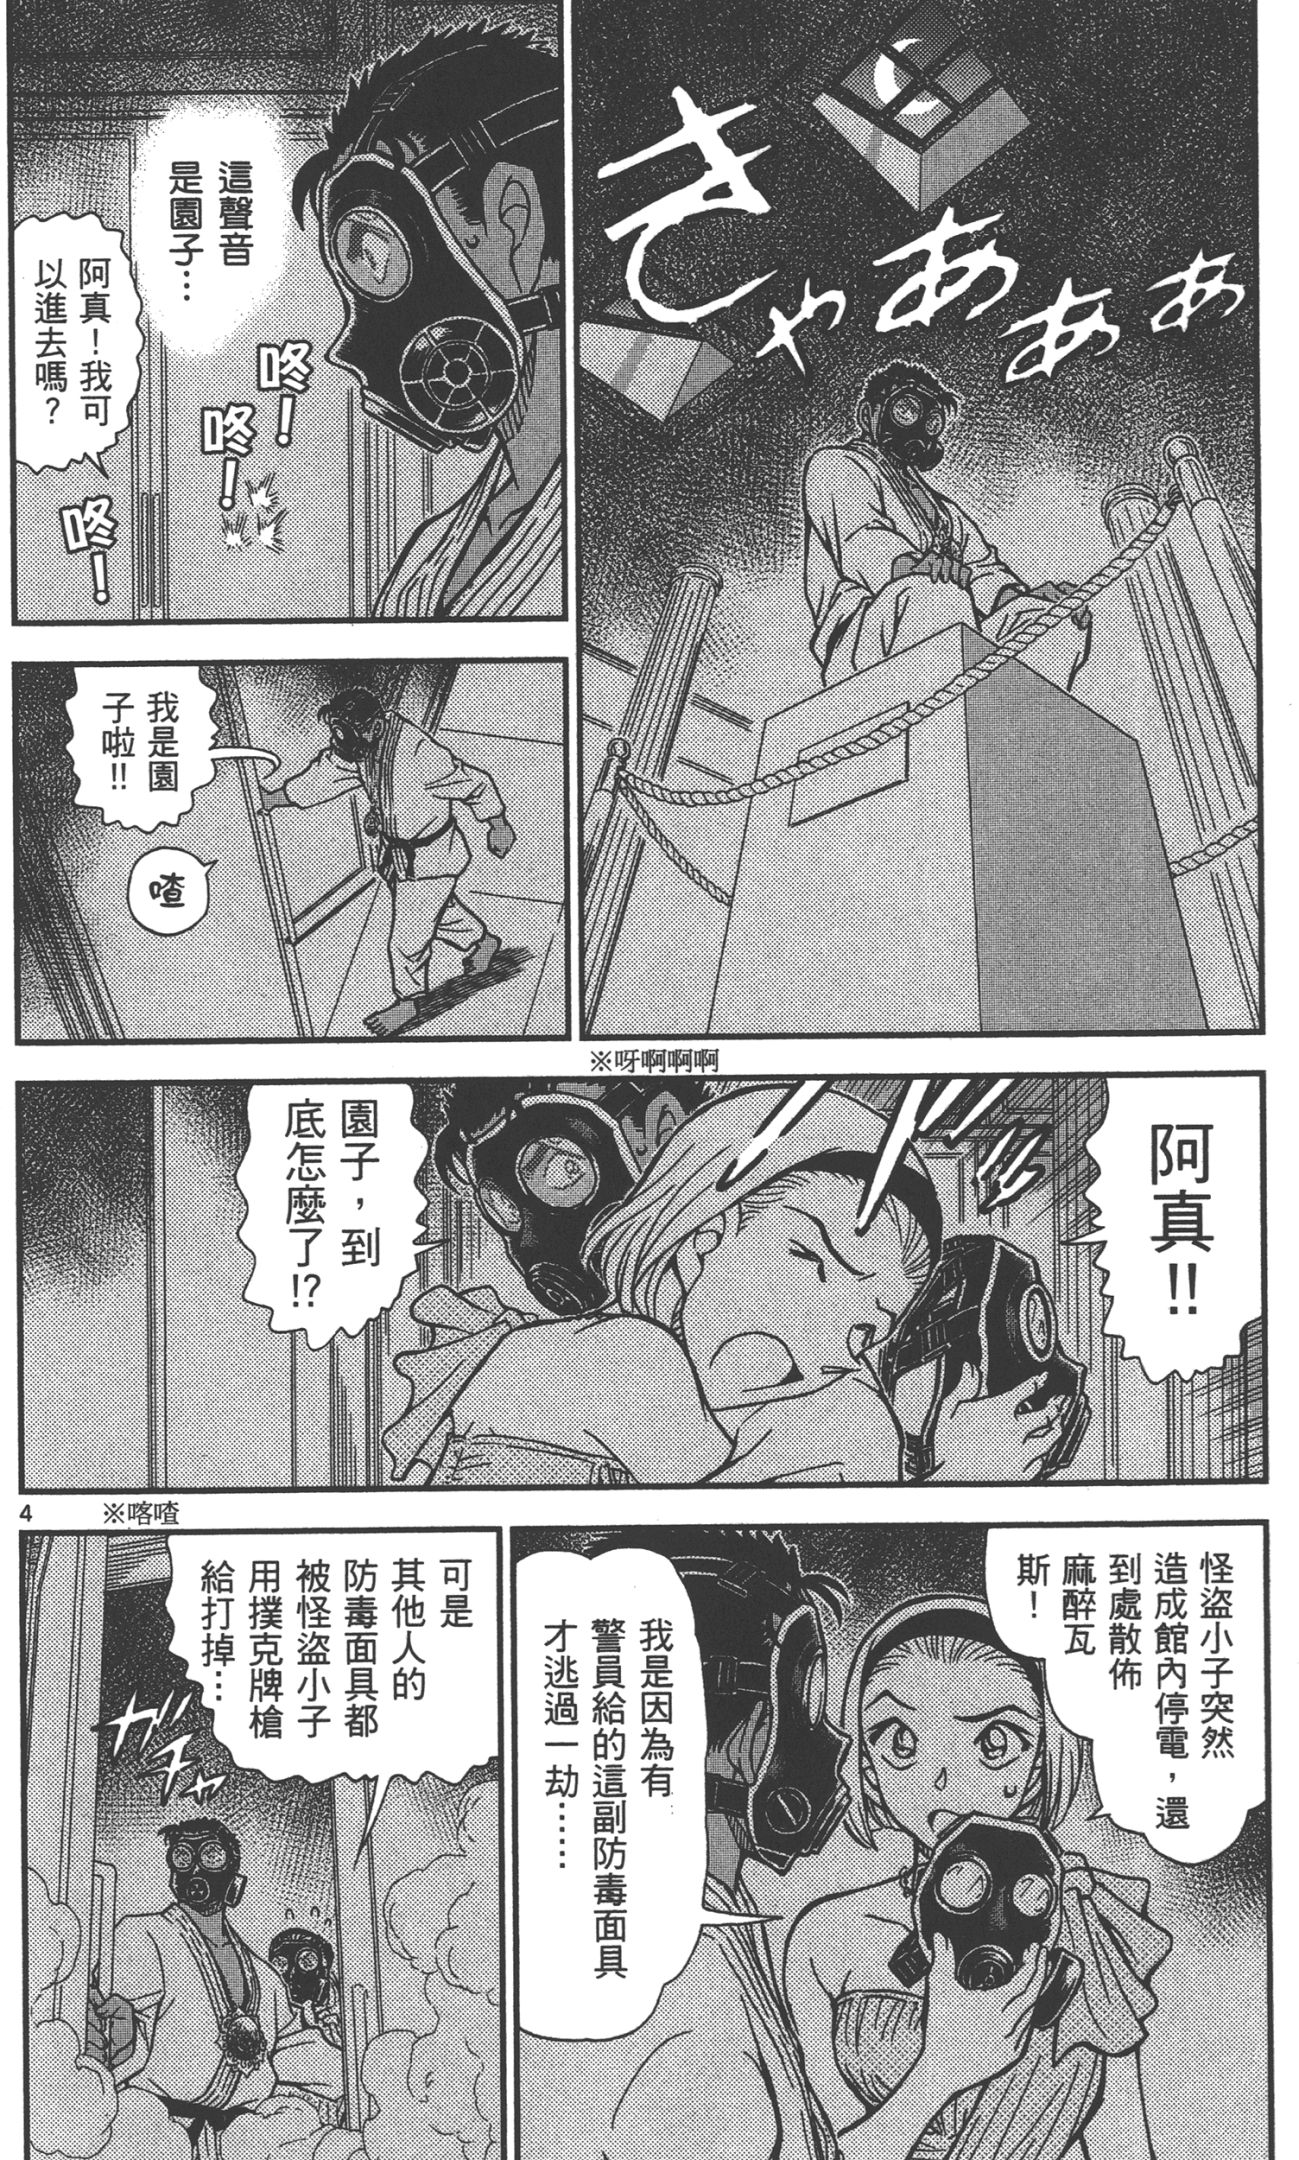 きゃあああ
※呀啊啊啊
這聲音
是園子…
咚！
咚！
咚！
阿真！我可
以進去嗎？
我是園
子啦!!
喳
阿真!!
園子，到
底怎麼了!?
4
※喀喳
怪盜小子突然
造成館內停電，還
到處散佈
麻醉瓦
斯！
我是因為有
警員給的這副防毒面具
才逃過一劫……
可是
其他人的
防毒面具都
被怪盜小子
用撲克牌槍
給打掉…
ガチャ